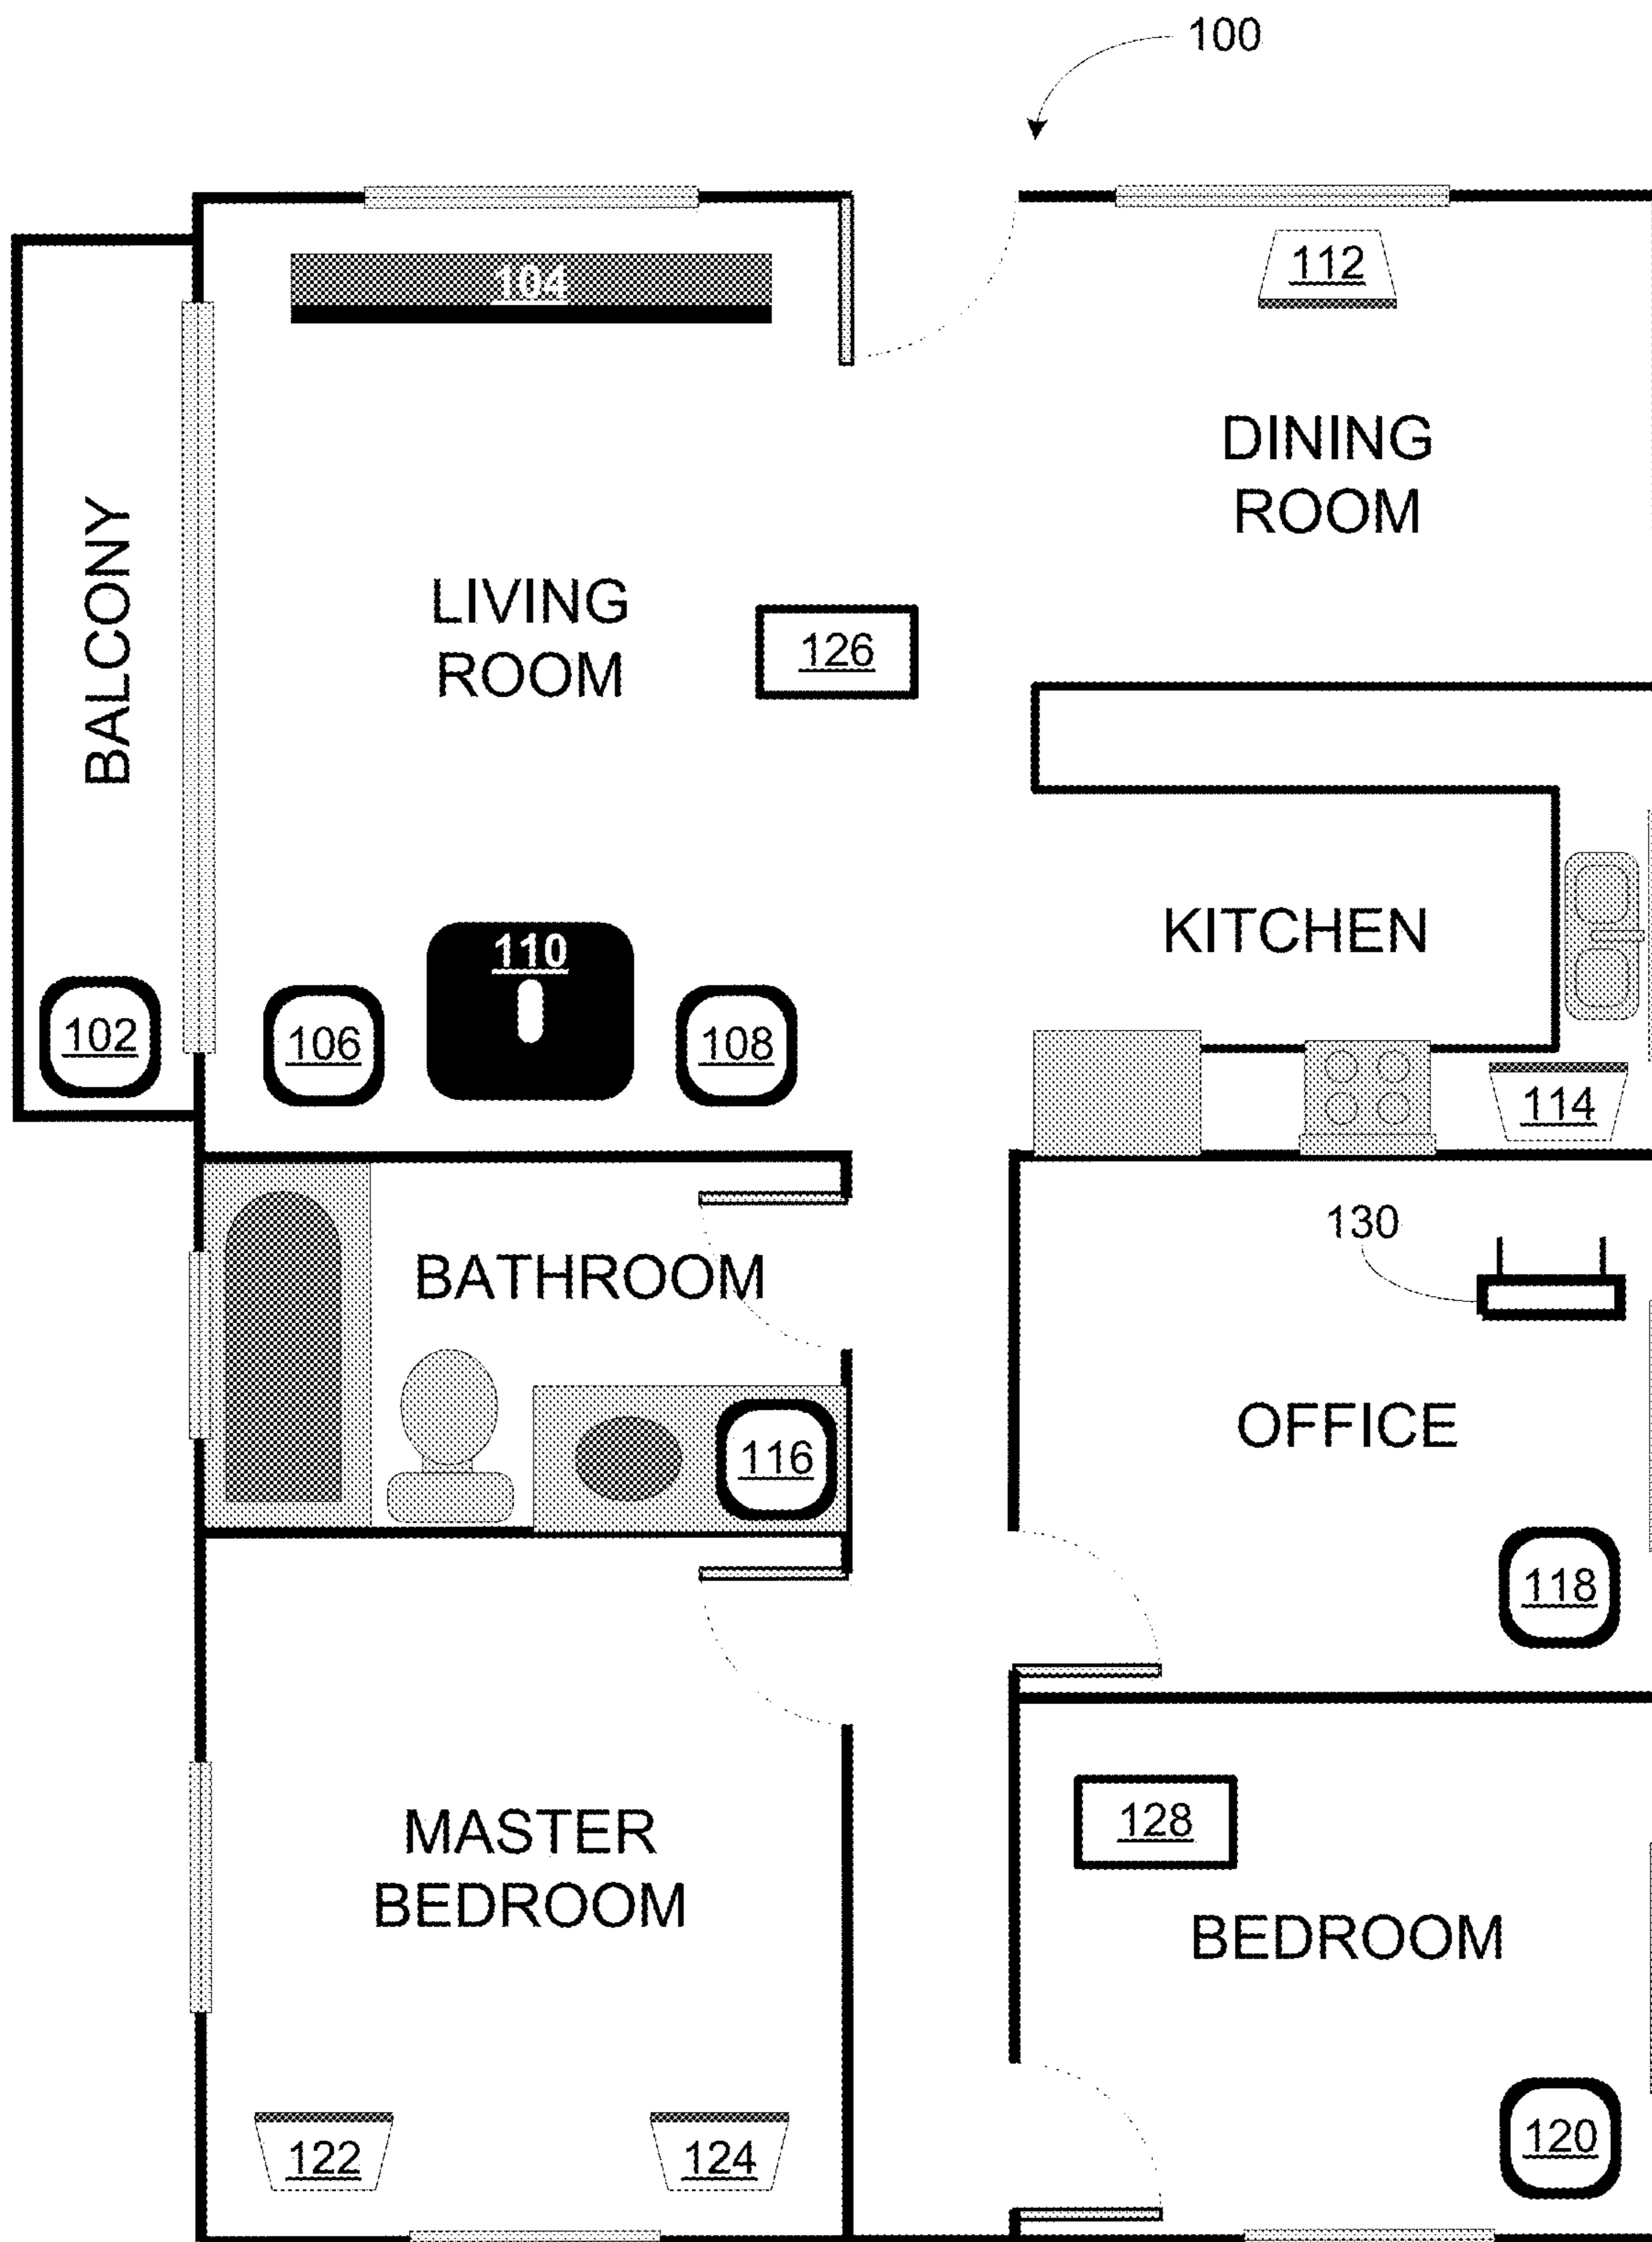 100
104
112
DINING
ROOM
BALCONY
LIVING
ROOM
126
KITCHEN
110
102
106
108
114
130
BATHROOM
OFFICE
116
118
128
MASTER
BEDROOM
BEDROOM
122
124
120